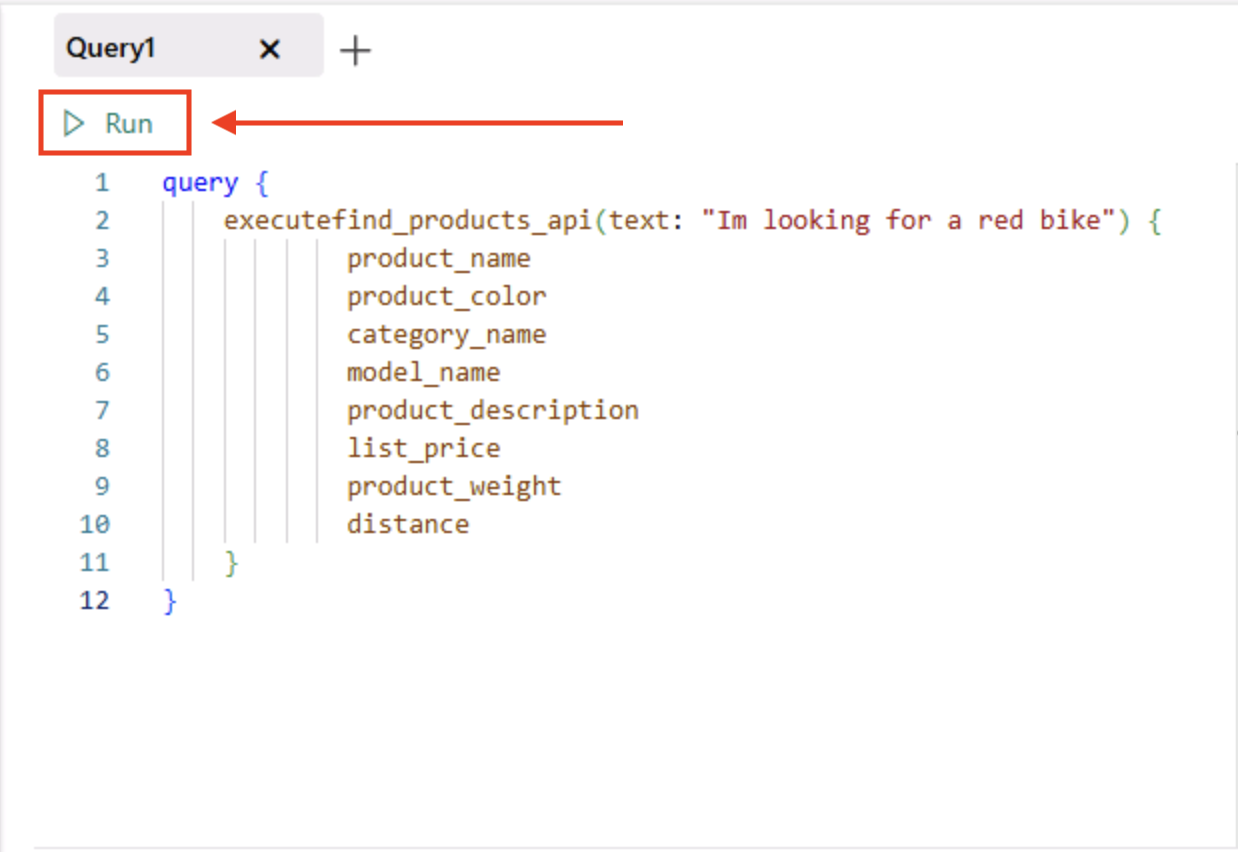 Query1
Run
1 query {
2 executefind_products_api(text: "Im looking for a red bike") {
3 product_name
4 product_color
5 category_name
6 model_name
7 product_description
8 list_price
9 product_weight
10 distance
11 }
12 }